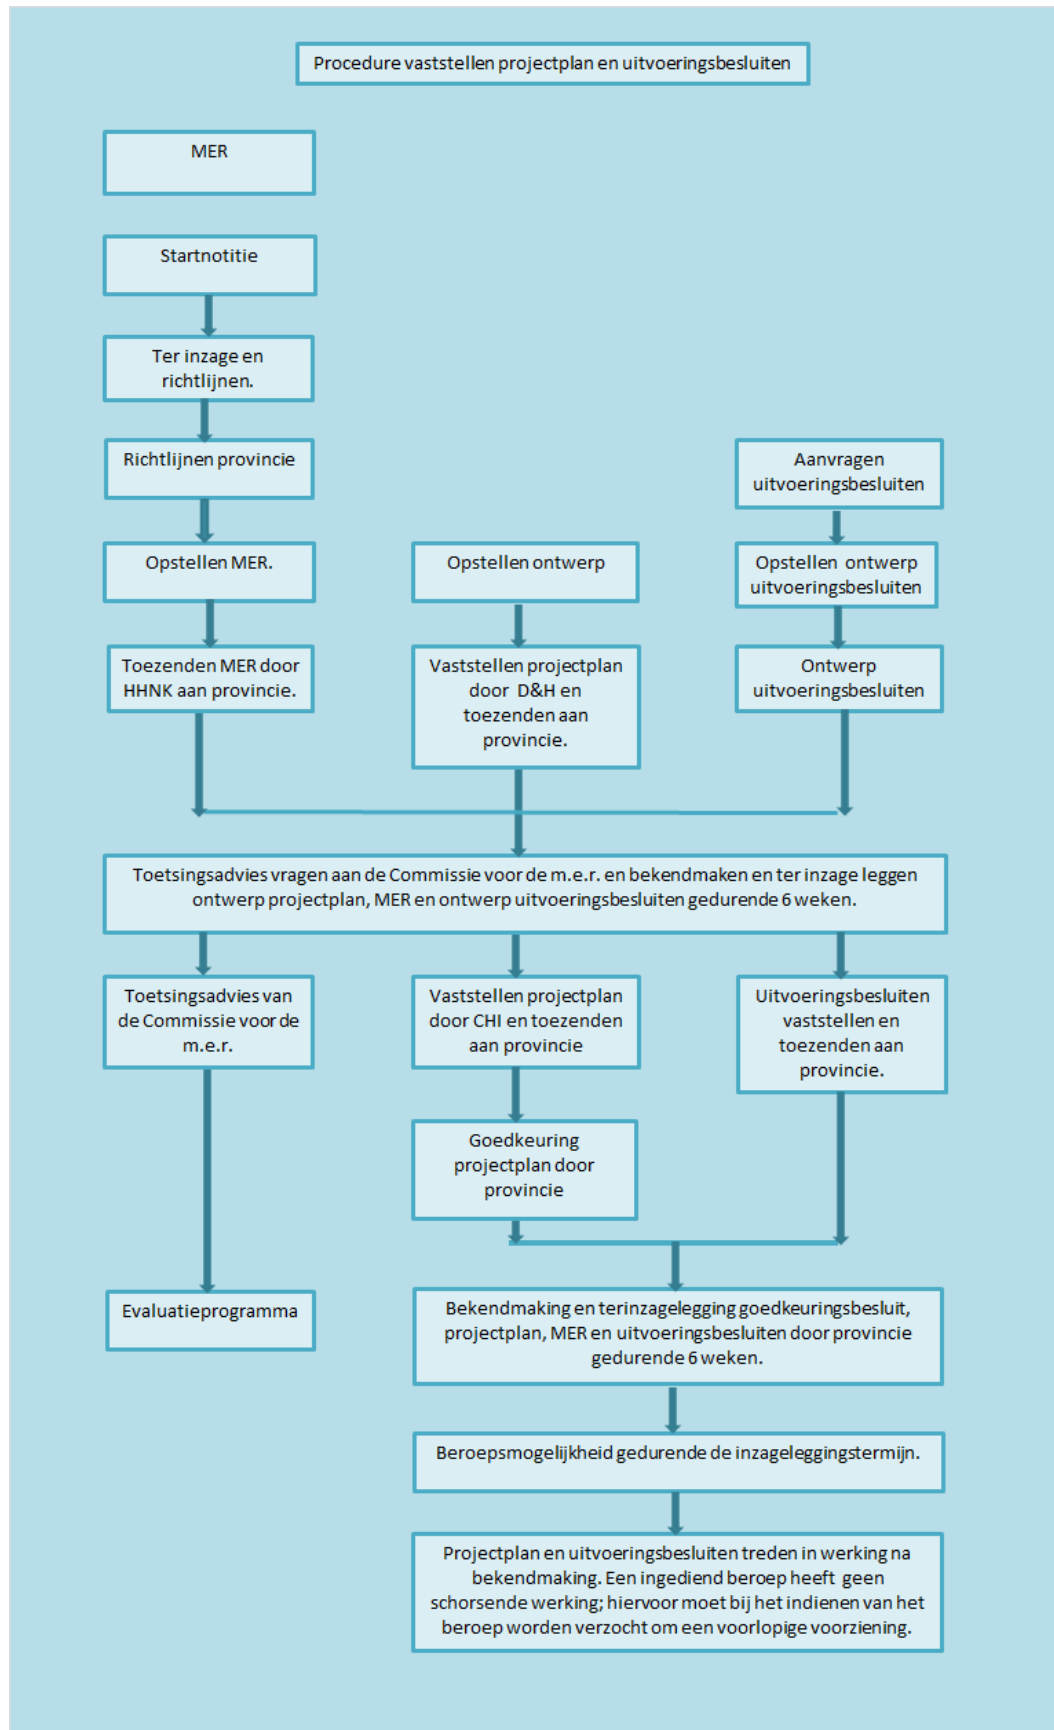 Procedure vaststellen projectplan en uitvoeringsbesluiten
MER
Startnotitie
Ter inzage en
richtlijnen.
Richtlijnen provincie
Aanvragen
uitvoeringsbesluiten
Opstellen MER.
Opstellen ontwerp
Opstellen ontwerp
uitvoeringsbesluiten
Toezenden MER door
HHNK aan provincie.
Vaststellen projectplan
door D&H en
toezenden aan
provincie.
Ontwerp
uitvoeringsbesluiten
Toetsingsadvies vragen aan de Commissie voor de m.e.r. en bekendmaken en ter inzage leggen
ontwerp projectplan, MER en ontwerp uitvoeringsbesluiten gedurende 6 weken.
Toetsingsadvies van
de Commissie voor de
m.e.r.
Vaststellen projectplan
door CHI en toezenden
aan provincie
Uitvoeringsbesluiten
vaststellen en
toezenden aan
provincie.
Goedkeuring
projectplan door
provincie
Evaluatieprogramma
Bekendmaking en terinzagelegging goedkeuringsbesluit,
projectplan, MER en uitvoeringsbesluiten door provincie
gedurende 6 weken.
Beroepsmogelijkheid gedurende de inzageleggingstermijn.
Projectplan en uitvoeringsbesluiten treden in werking na
bekendmaking. Een ingediend beroep heeft geen
schorsende werking; hiervoor moet bij het indienen van het
beroep worden verzocht om een voorlopige voorziening.